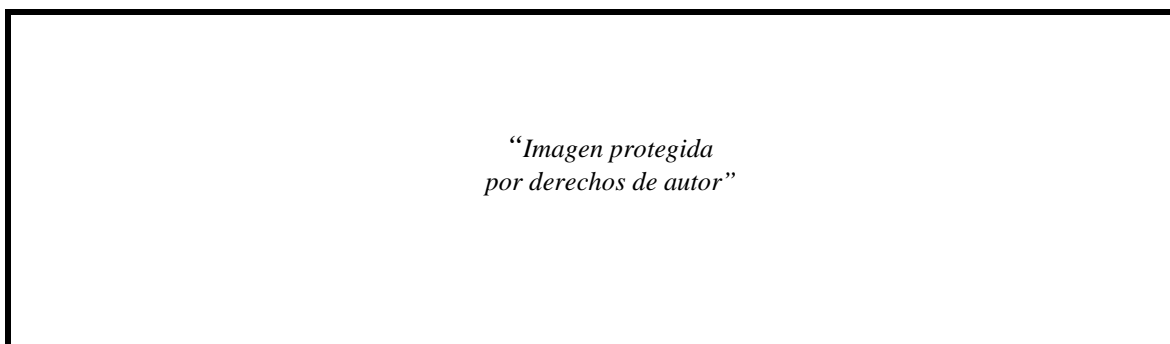 “Imagen protegida
por derechos de autor”